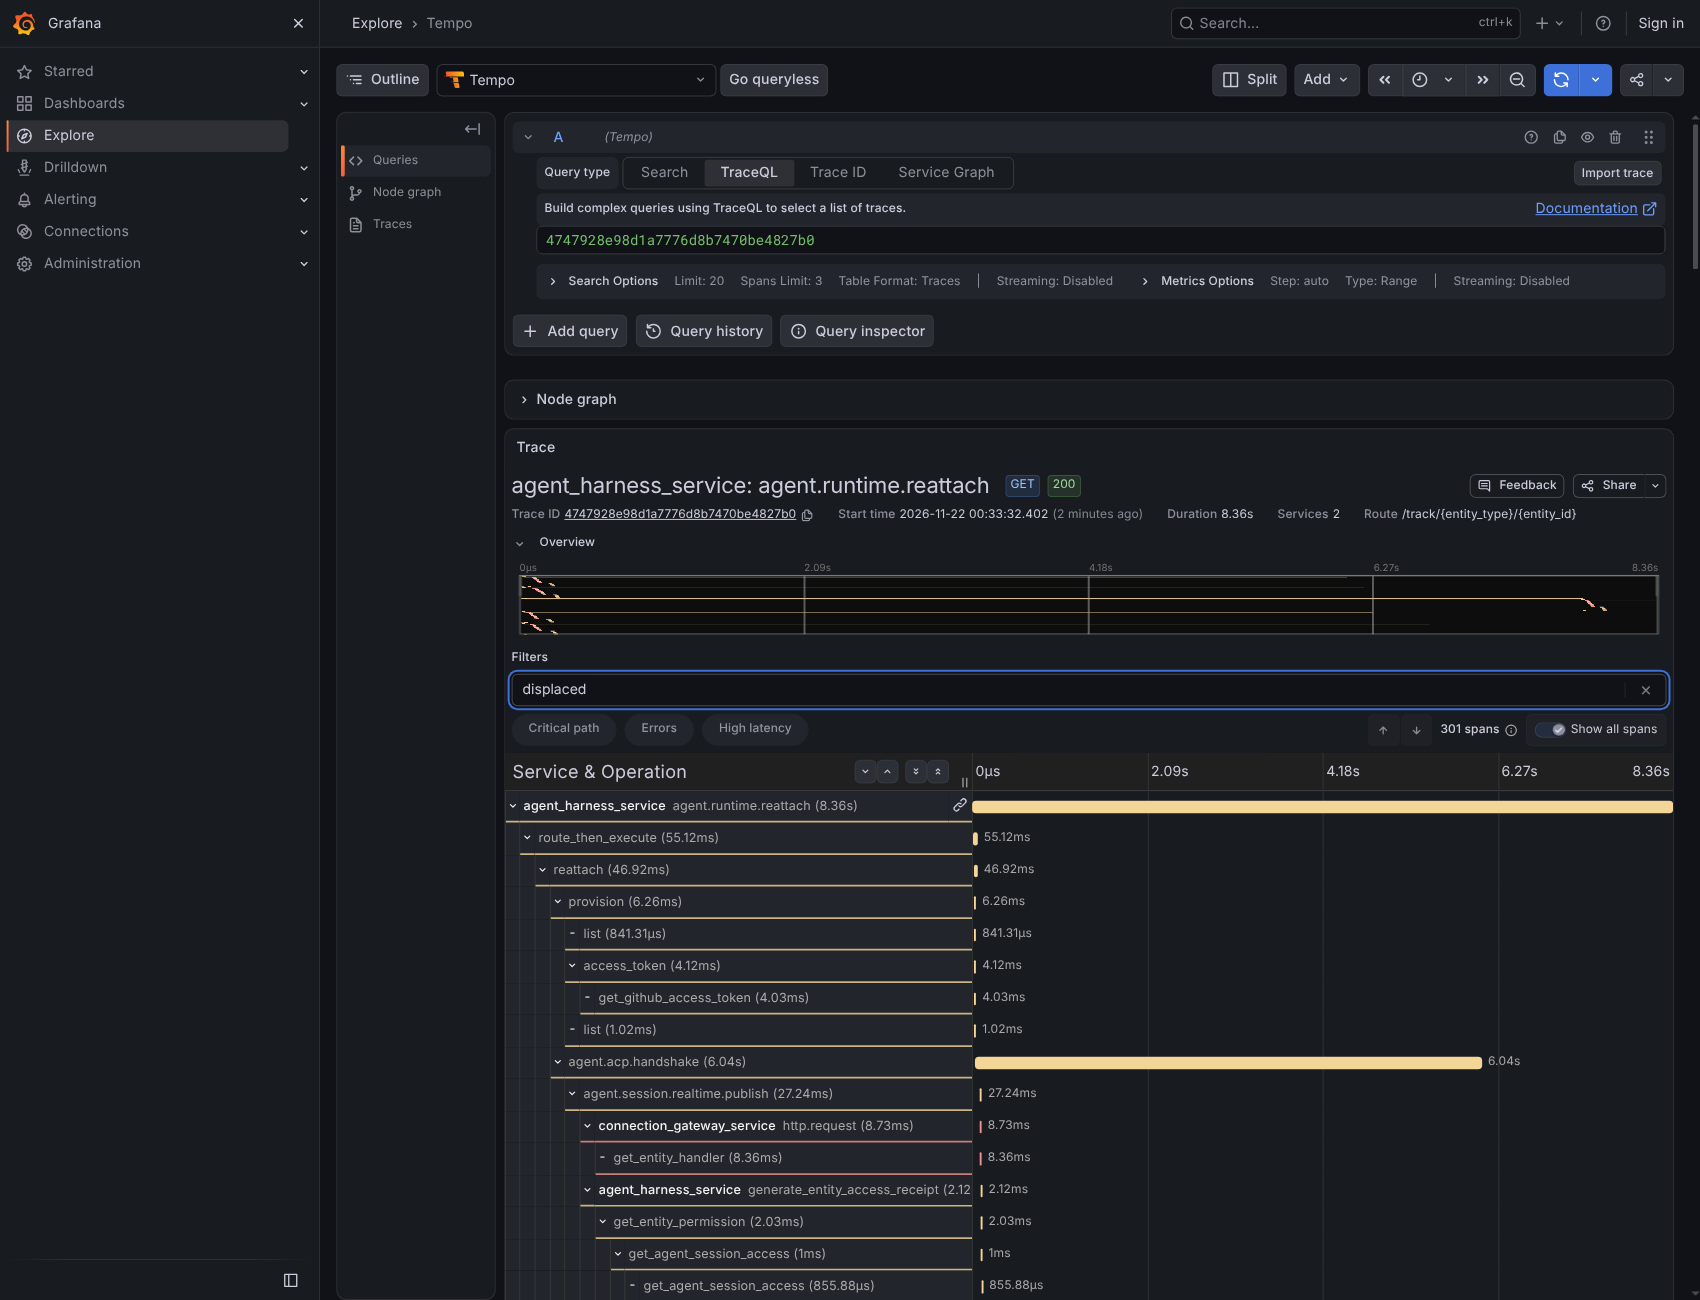 Grafana
Explore › Tempo
Search...
ctrl+k
Sign in
Starred
Dashboards
Explore
Drilldown
Alerting
Connections
Administration
Outline
Tempo
Go queryless
Split
Add
Queries
Node graph
Traces
A (Tempo)
Query type
Search
TraceQL
Trace ID
Service Graph
Import trace
Build complex queries using TraceQL to select a list of traces.
Documentation
4747928e98d1a7776d8b7470be4827b0
Search Options Limit: 20 Spans Limit: 3 Table Format: Traces | Streaming: Disabled
Metrics Options Step: auto Type: Range | Streaming: Disabled
Add query
Query history
Query inspector
Node graph
Trace
agent_harness_service: agent.runtime.reattach GET 200
Feedback
Share
Trace ID 4747928e98d1a7776d8b7470be4827b0 Start time 2026-11-22 00:33:32.402 (2 minutes ago) Duration 8.36s Services 2 Route /track/{entity_type}/{entity_id}
Overview
0μs 2.09s 4.18s 6.27s 8.36s
Filters
displaced
Critical path
Errors
High latency
301 spans
Show all spans
Service & Operation
0μs 2.09s 4.18s 6.27s 8.36s
agent_harness_service agent.runtime.reattach (8.36s)
route_then_execute (55.12ms) 55.12ms
reattach (46.92ms) 46.92ms
provision (6.26ms) 6.26ms
- list (841.31μs) 841.31μs
access_token (4.12ms) 4.12ms
- get_github_access_token (4.03ms) 4.03ms
- list (1.02ms) 1.02ms
agent.acp.handshake (6.04s) 6.04s
agent.session.realtime.publish (27.24ms) 27.24ms
connection_gateway_service http.request (8.73ms) 8.73ms
- get_entity_handler (8.36ms) 8.36ms
agent_harness_service generate_entity_access_receipt (2.12 2.12ms
get_entity_permission (2.03ms) 2.03ms
get_agent_session_access (1ms) 1ms
- get_agent_session_access (855.88μs) 855.88μs